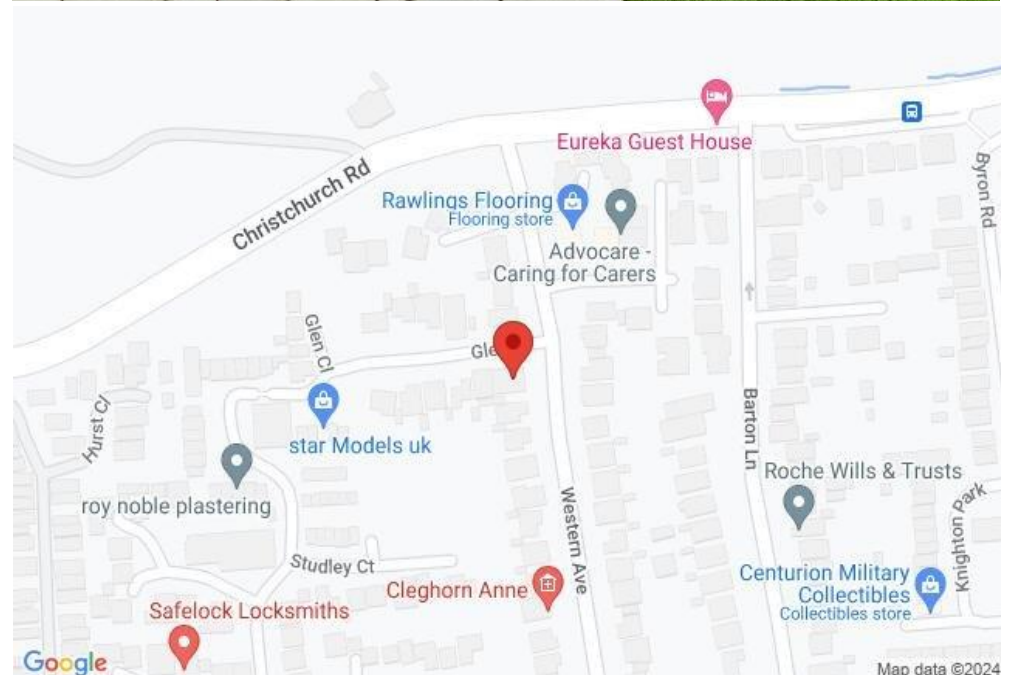 Eureka Guest House
Byron Rd
Christchurch Rd
Rawlings Flooring
Flooring store
Advocare -
Caring for Carers
Glen Cl
Hurst Cl
star Models uk
Barton Ln
roy noble plastering
Roche Wills & Trusts
Western Ave
Knighton Park
Studley Ct
Cleghorn Anne
Centurion Military
Collectibles
Collectibles store
Safelock Locksmiths
Google
Map data ©2024